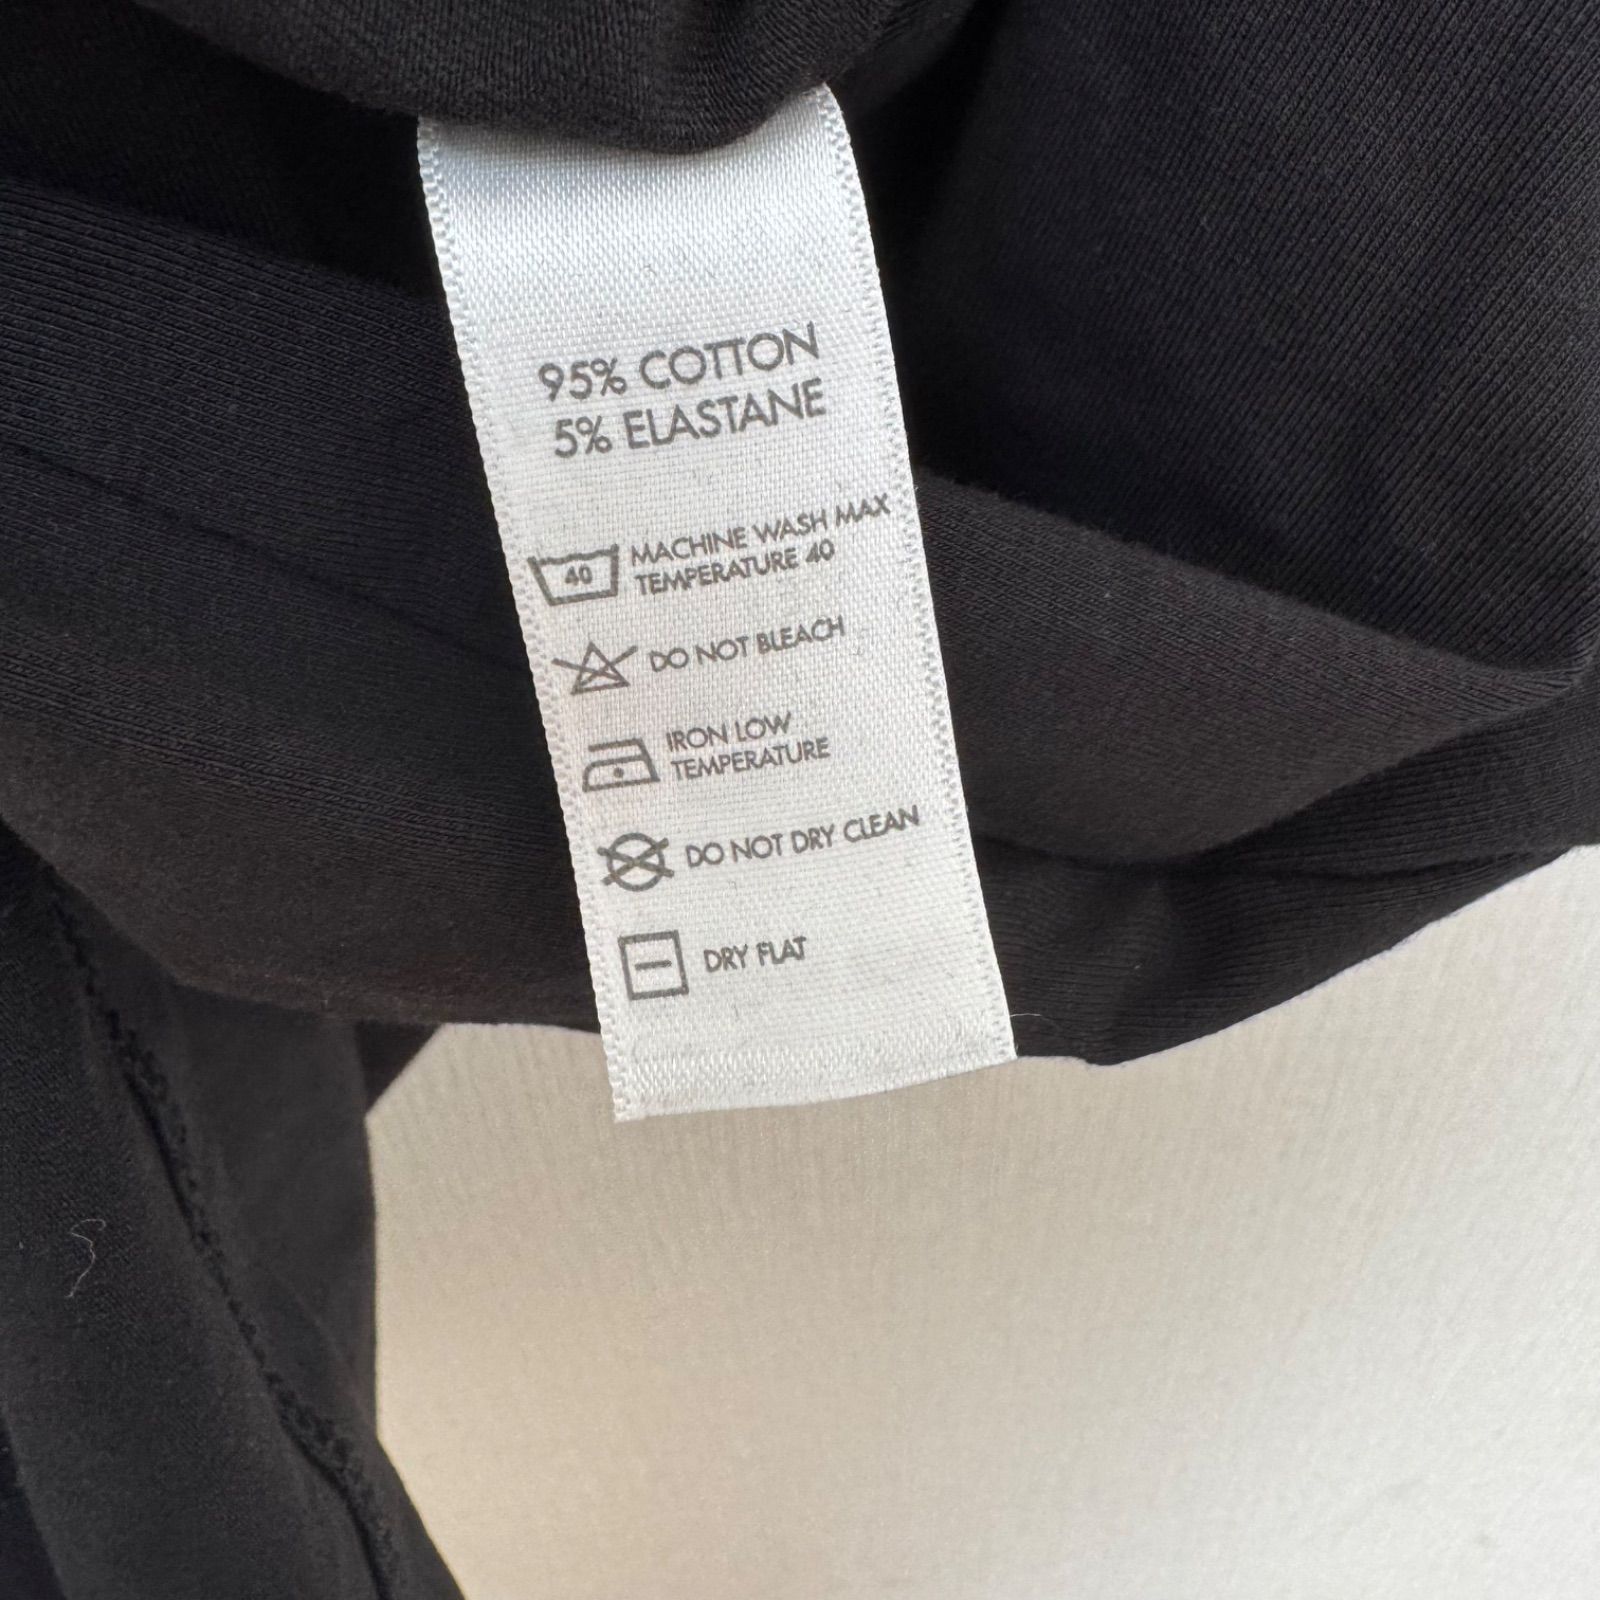 95% COTTON
5% ELASTANE
40
MACHINE WASH MAX
TEMPERATURE 40
DO NOT BLEACH
IRON LOW
TEMPERATURE
DO NOT DRY CLEAN
DRY FLAT